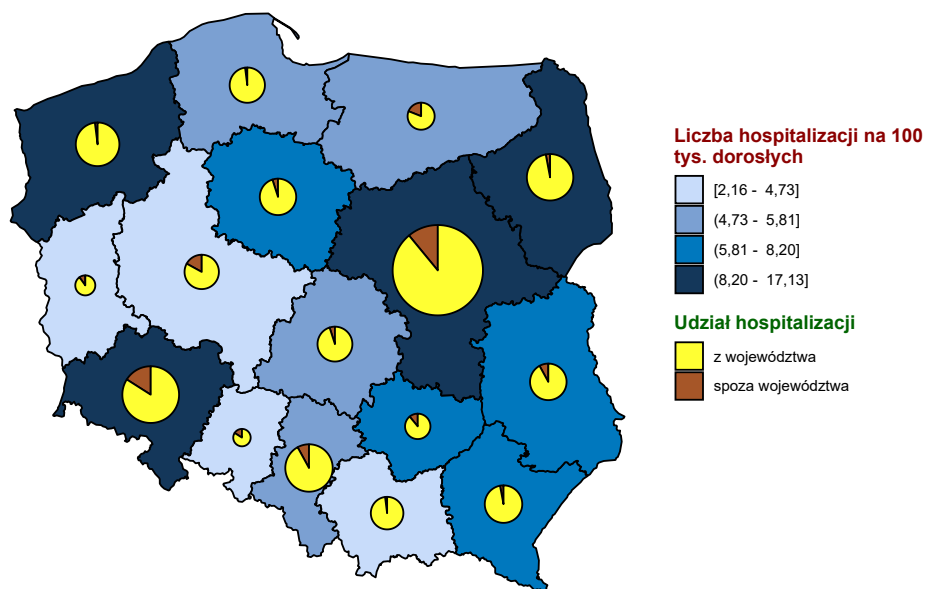 Liczba hospitalizacji na 100
tys. dorosłych
[2,16 - 4,73]
(4,73 - 5,81]
(5,81 - 8,20]
(8,20 - 17,13]
Udział hospitalizacji
z województwa
spoza województwa